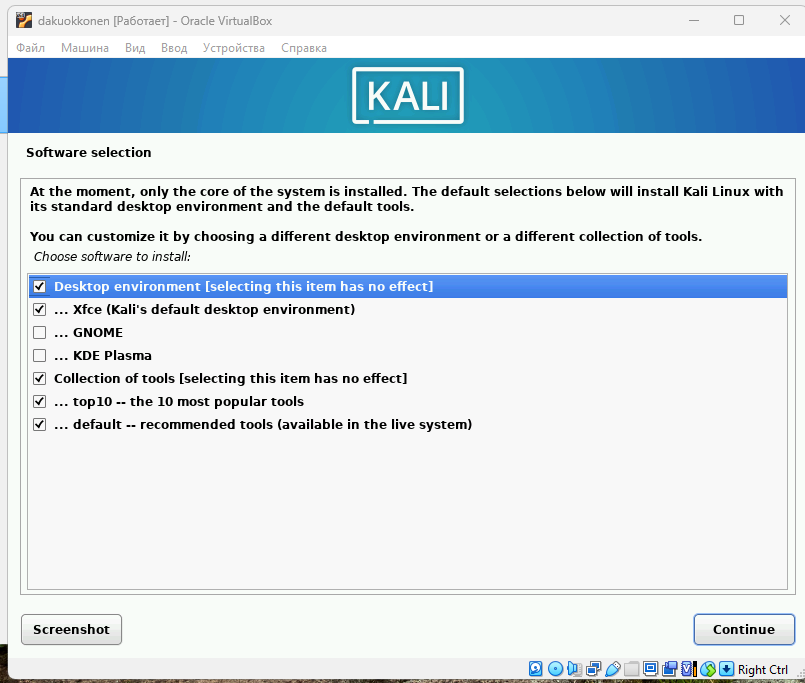 dakuokkonen [Работает] - Oracle VirtualBox
Файл Машина Вид Ввод Устройства Справка
KALI
Software selection
At the moment, only the core of the system is installed. The default selections below will install Kali Linux with
its standard desktop environment and the default tools.
You can customize it by choosing a different desktop environment or a different collection of tools.
Choose software to install:
Desktop environment [selecting this item has no effect]
... Xfce (Kali's default desktop environment)
... GNOME
... KDE Plasma
Collection of tools [selecting this item has no effect]
... top10 -- the 10 most popular tools
... default -- recommended tools (available in the live system)
Screenshot
Continue
Right Ctrl